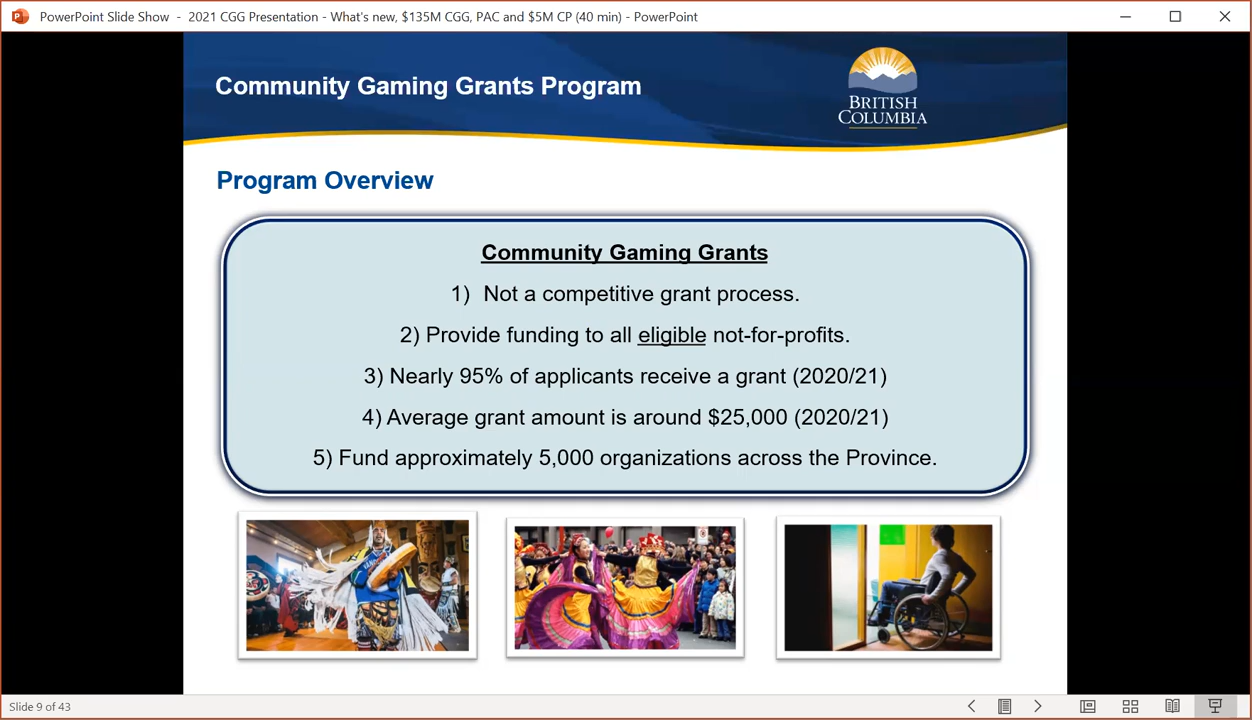 PowerPoint Slide Show - 2021 CGG Presentation - What's new, $135M CGG, PAC and $5M CP (40 min) - PowerPoint
Community Gaming Grants Program
BRITISH
COLUMBIA
Program Overview
Community Gaming Grants
1) Not a competitive grant process.
2) Provide funding to all eligible not-for-profits.
3) Nearly 95% of applicants receive a grant (2020/21)
4) Average grant amount is around $25,000 (2020/21)
5) Fund approximately 5,000 organizations across the Province.
Slide 9 of 43